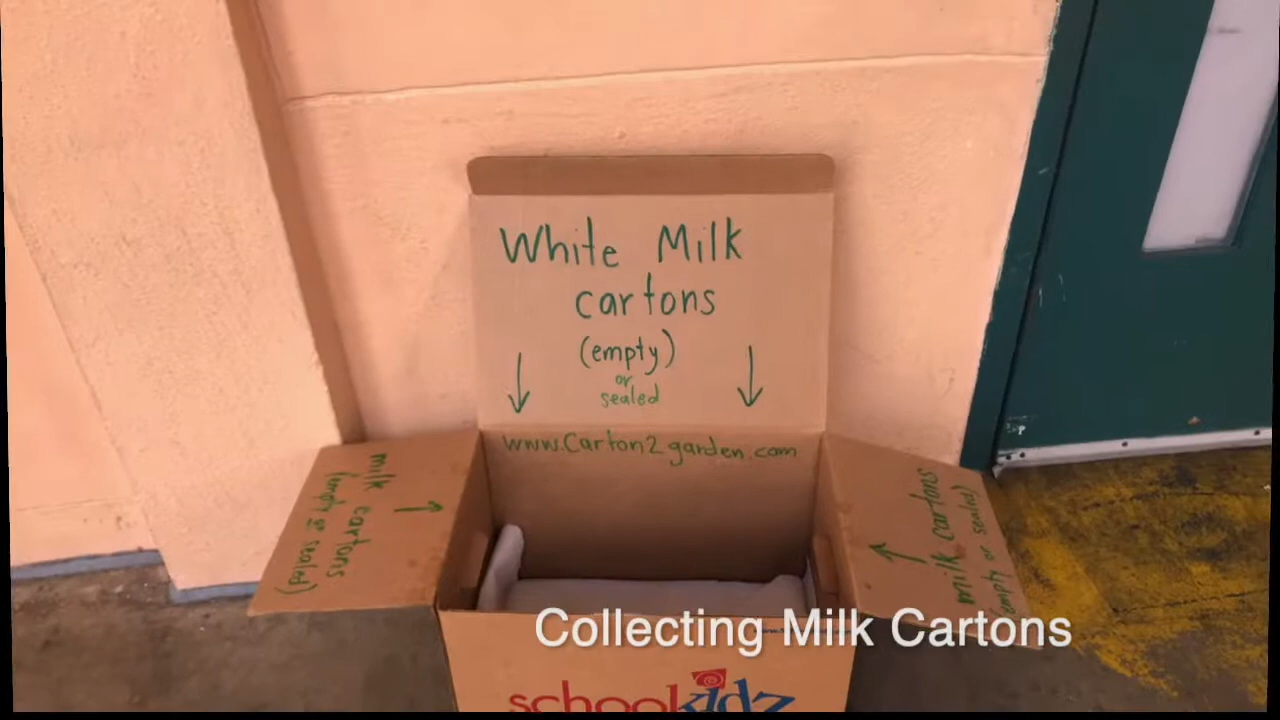 White Milk
cartons
(empty)
or
sealed
www.Carton2garden.com
milk cartons
(empty or sealed)
milk cartons
(empty or sealed)
Collecting Milk Cartons
schoolkidz